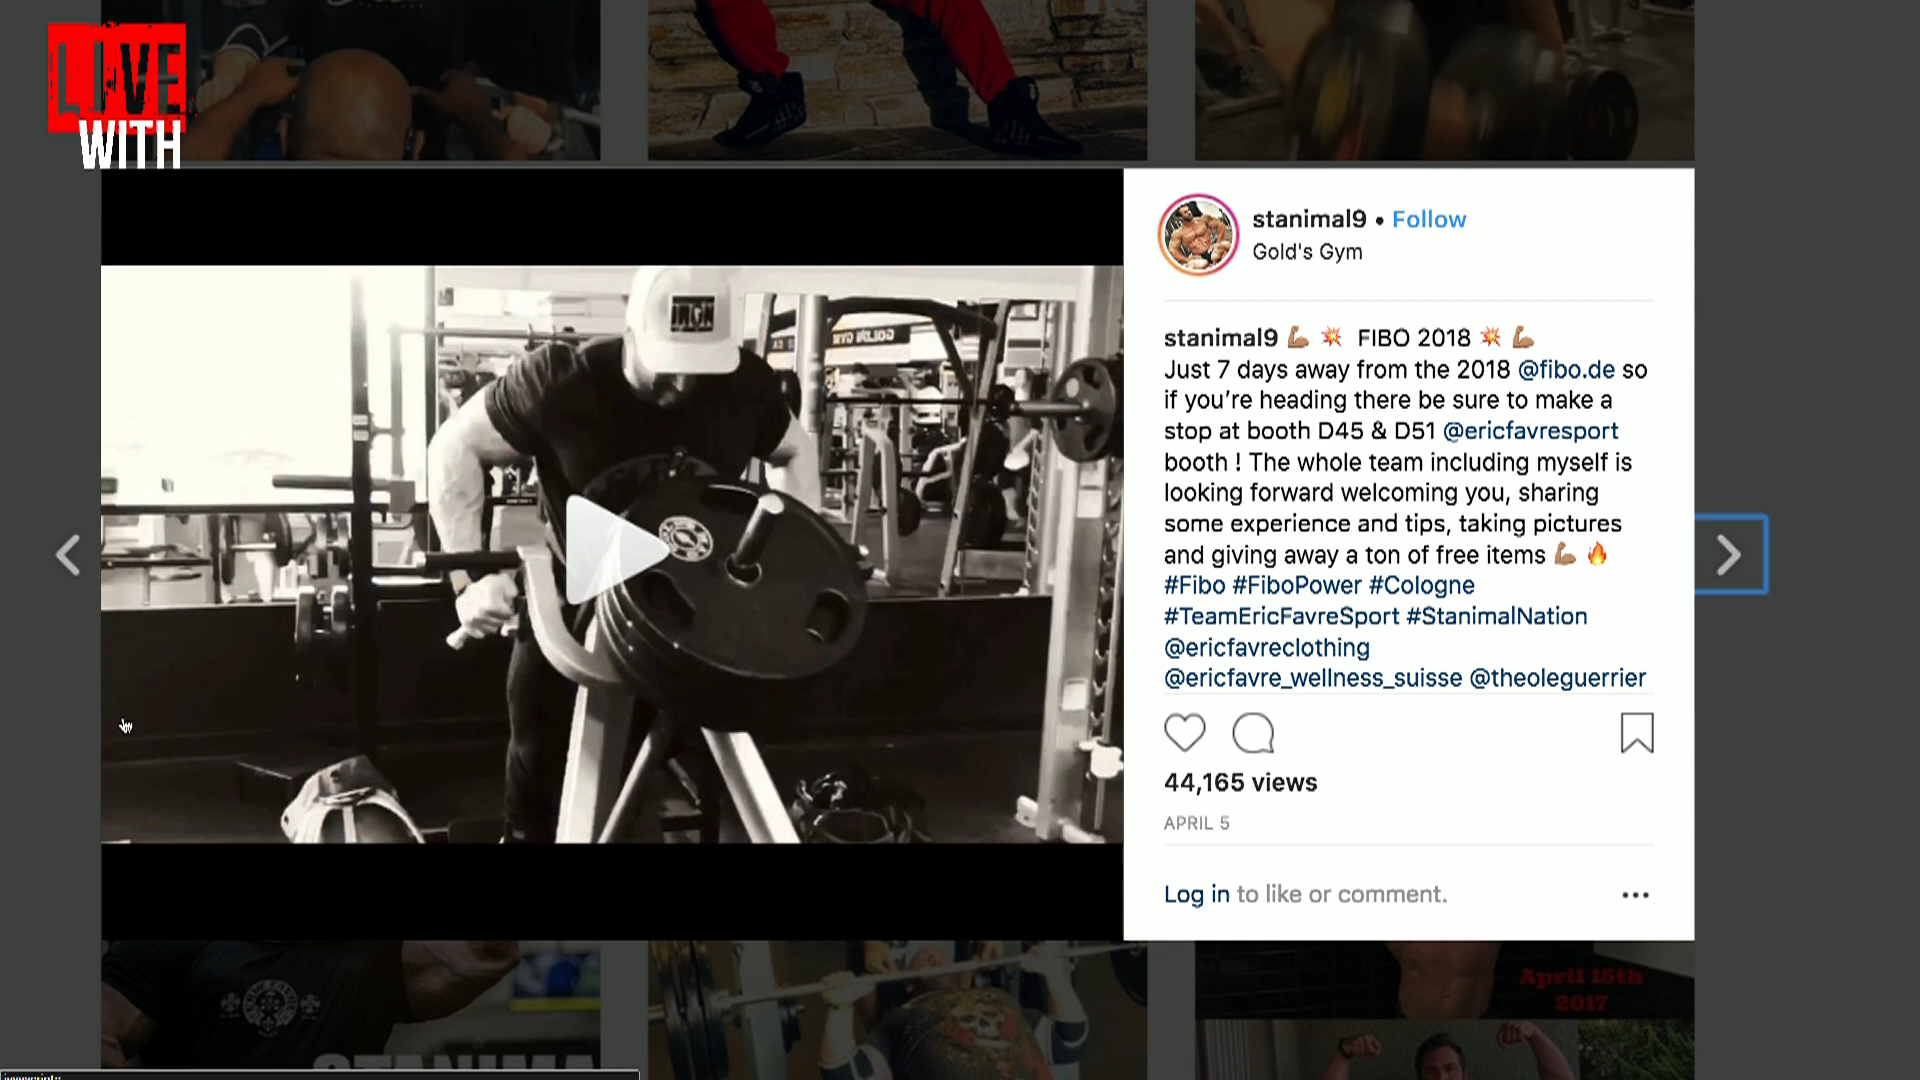 LIVE
WITH
stanimal9 • Follow
Gold's Gym
stanimal9 💪🏽 💥 FIBO 2018 💥 💪🏽
Just 7 days away from the 2018 @fibo.de so
if you’re heading there be sure to make a
stop at booth D45 & D51 @ericfavresport
booth ! The whole team including myself is
looking forward welcoming you, sharing
some experience and tips, taking pictures
and giving away a ton of free items 💪🏽 🔥
#Fibo #FiboPower #Cologne
#TeamEricFavreSport #StanimalNation
@ericfavreclothing
@ericfavre_wellness_suisse @theoleguerrier
44,165 views
APRIL 5
Log in to like or comment.
April 15th
2017